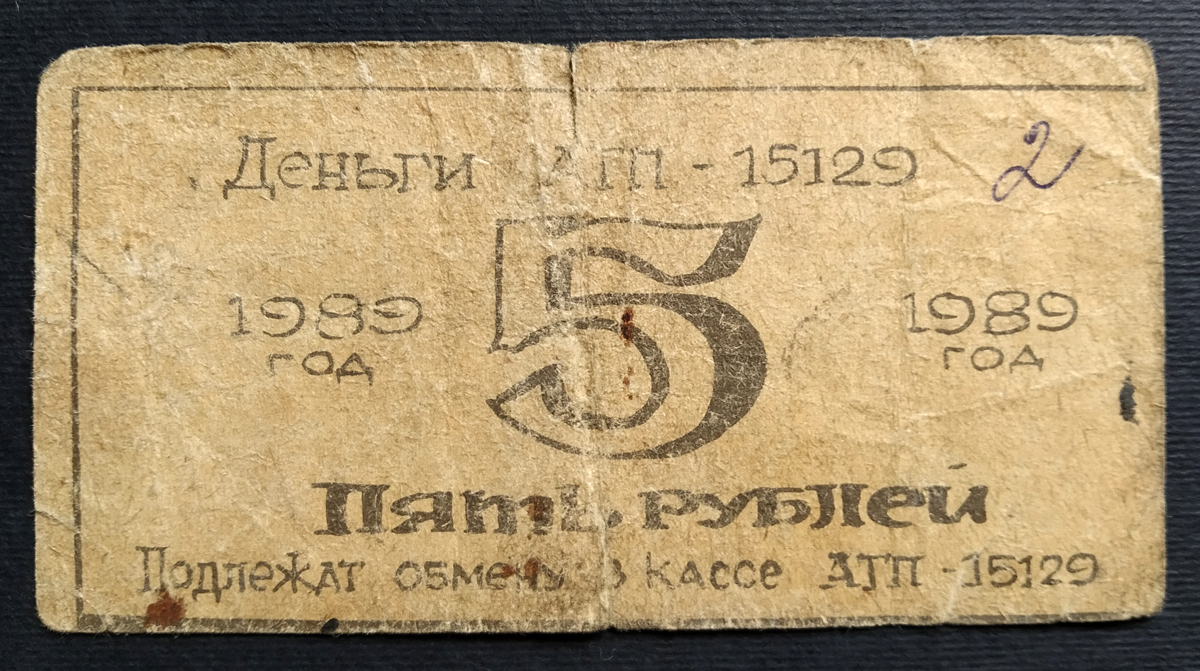 Деньги АТП - 15129
2
5
1989 1989
год год
Пять рублей
Подлежат обмену в кассе АТП - 15129